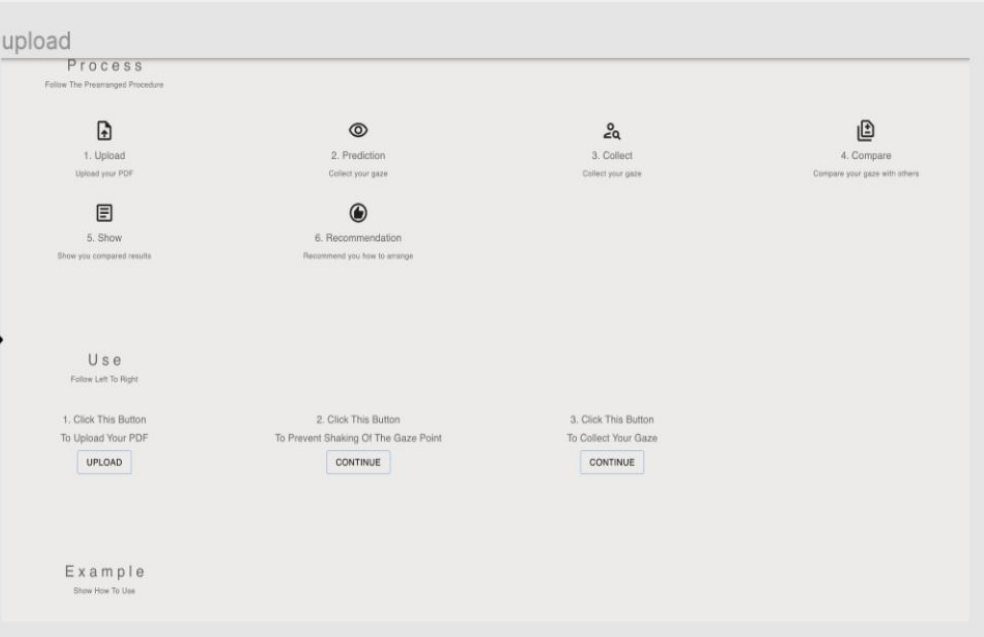 upload
Process
Follow The Prearranged Procedure
1. Upload
Upload your PDF
2. Prediction
Collect your gaze
3. Collect
Collect your gaze
4. Compare
Compare your gaze with others
5. Show
Show you compared results
6. Recommendation
Recommend you how to arrange
Use
Follow Left To Right
1. Click This Button
To Upload Your PDF
UPLOAD
2. Click This Button
To Prevent Shaking Of The Gaze Point
CONTINUE
3. Click This Button
To Collect Your Gaze
CONTINUE
Example
Show How To Use